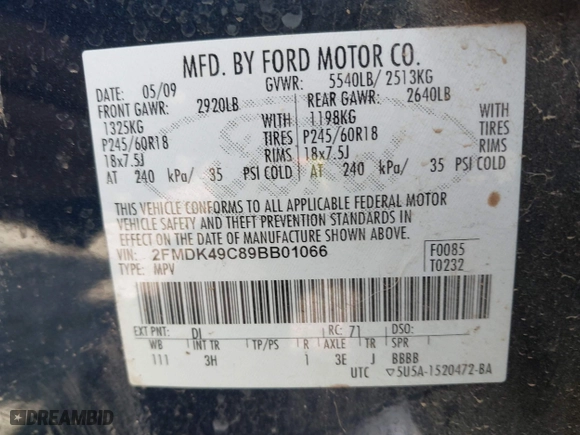 MFD. BY FORD MOTOR CO.
DATE: 05/09 GVWR: 5540LB/ 2513KG
FRONT GAWR: 2920LB REAR GAWR: 2640LB
1325KG WITH 1198KG WITH
P245/60R18 TIRES P245/60R18 TIRES
18x7.5J RIMS 18x7.5J RIMS
AT 240 kPa/ 35 PSI COLD AT 240 kPa/ 35 PSI COLD
THIS VEHICLE CONFORMS TO ALL APPLICABLE FEDERAL MOTOR
VEHICLE SAFETY AND THEFT PREVENTION STANDARDS IN
EFFECT ON THE DATE OF MANUFACTURE SHOWN ABOVE.
VIN: 2FMDK49C89BB01066 F0085
TYPE: MPV T0232
EXT PNT: DL RC: 71 DSO:
WB INT TR TP/PS R AXLE TR SPR
111 3H 1 3E J BBBB
UTC ▽5U5A-1520472-BA
DREAMBID